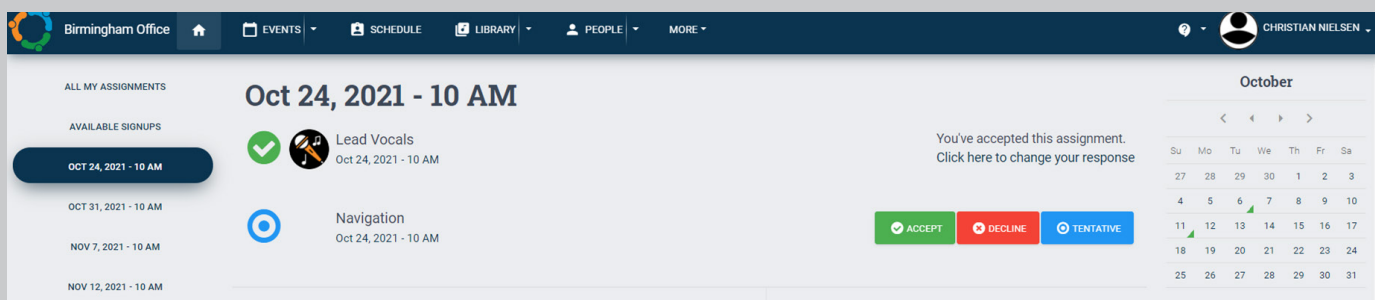 Birmingham Office
EVENTS
SCHEDULE
LIBRARY
PEOPLE
MORE
CHRISTIAN NIELSEN
ALL MY ASSIGNMENTS
AVAILABLE SIGNUPS
OCT 24, 2021 - 10 AM
OCT 31, 2021 - 10 AM
NOV 7, 2021 - 10 AM
NOV 12, 2021 - 10 AM
Oct 24, 2021 - 10 AM
Lead Vocals
Oct 24, 2021 - 10 AM
You've accepted this assignment.
Click here to change your response
Navigation
Oct 24, 2021 - 10 AM
ACCEPT
DECLINE
TENTATIVE
October
Su Mo Tu We Th Fr Sa
27 28 29 30 1 2 3
4 5 6 7 8 9 10
11 12 13 14 15 16 17
18 19 20 21 22 23 24
25 26 27 28 29 30 31